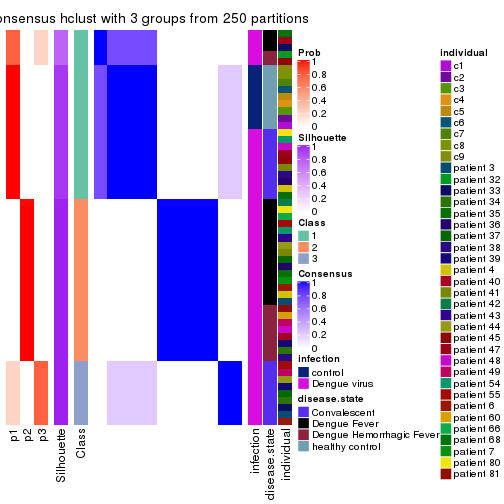 onsensus hclust with 3 groups from 250 partitions
Prob
1
0.8
0.6
0.4
0.2
0
Silhouette
1
0.8
0.6
0.4
0.2
0
Class
1
2
3
Consensus
1
0.8
0.6
0.4
0.2
0
infection
control
Dengue virus
disease.state
Convalescent
Dengue Fever
Dengue Hemorrhagic Fever
healthy control
individual
c1
c2
c3
c4
c5
c6
c7
c8
c9
patient 3
patient 32
patient 33
patient 34
patient 35
patient 36
patient 37
patient 38
patient 39
patient 4
patient 40
patient 41
patient 42
patient 43
patient 44
patient 45
patient 47
patient 48
patient 49
patient 54
patient 55
patient 6
patient 60
patient 66
patient 68
patient 7
patient 80
patient 81
p1
p2
p3
Silhouette
Class
infection
disease.state
individual